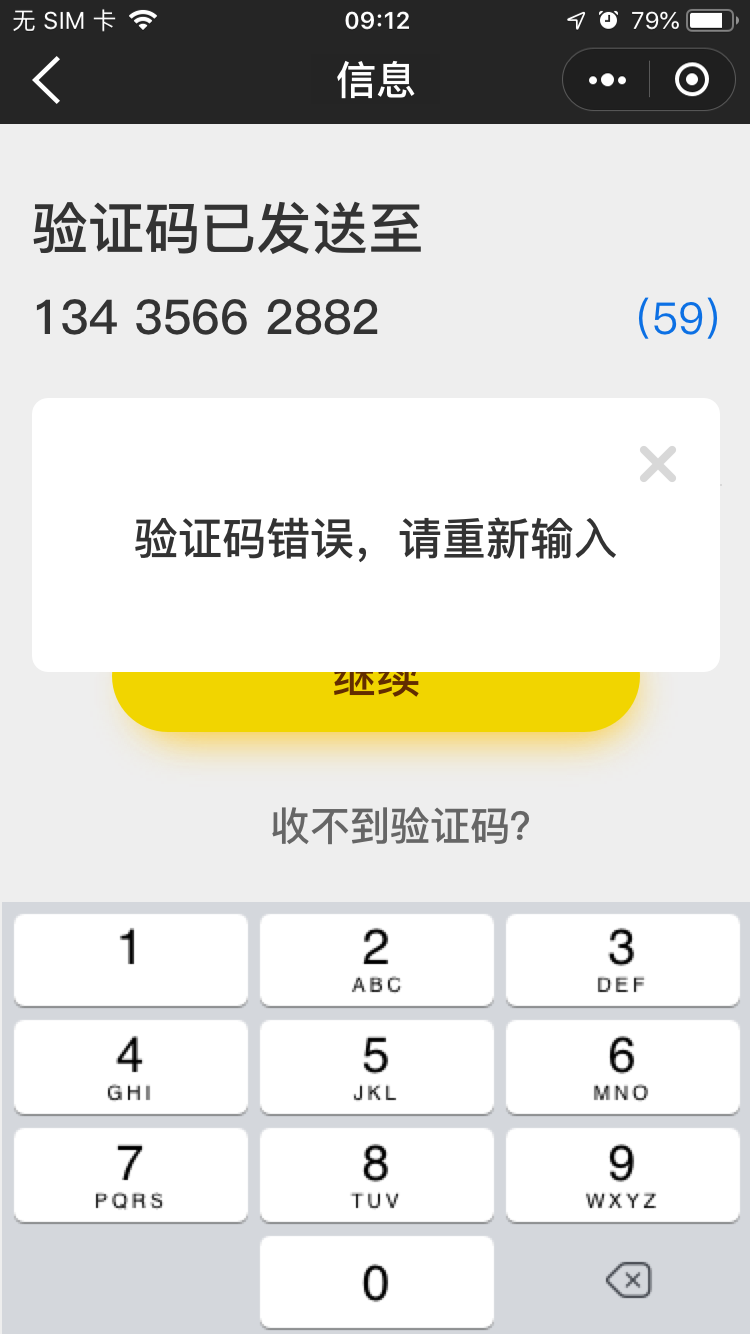 无 SIM 卡 09:12 79%
信息
验证码已发送至
134 3566 2882 (59)
验证码错误，请重新输入
继续
收不到验证码?
1 2 3
ABC DEF
4 5 6
GHI JKL MNO
7 8 9
PQRS TUV WXYZ
0